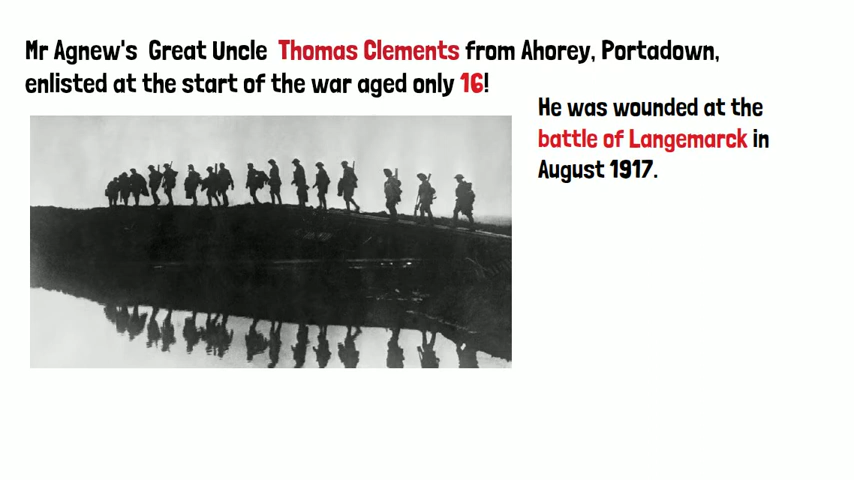 Mr Agnew's Great Uncle Thomas Clements from Ahorey, Portadown,
enlisted at the start of the war aged only 16!
He was wounded at the
battle of Langemarck in
August 1917.